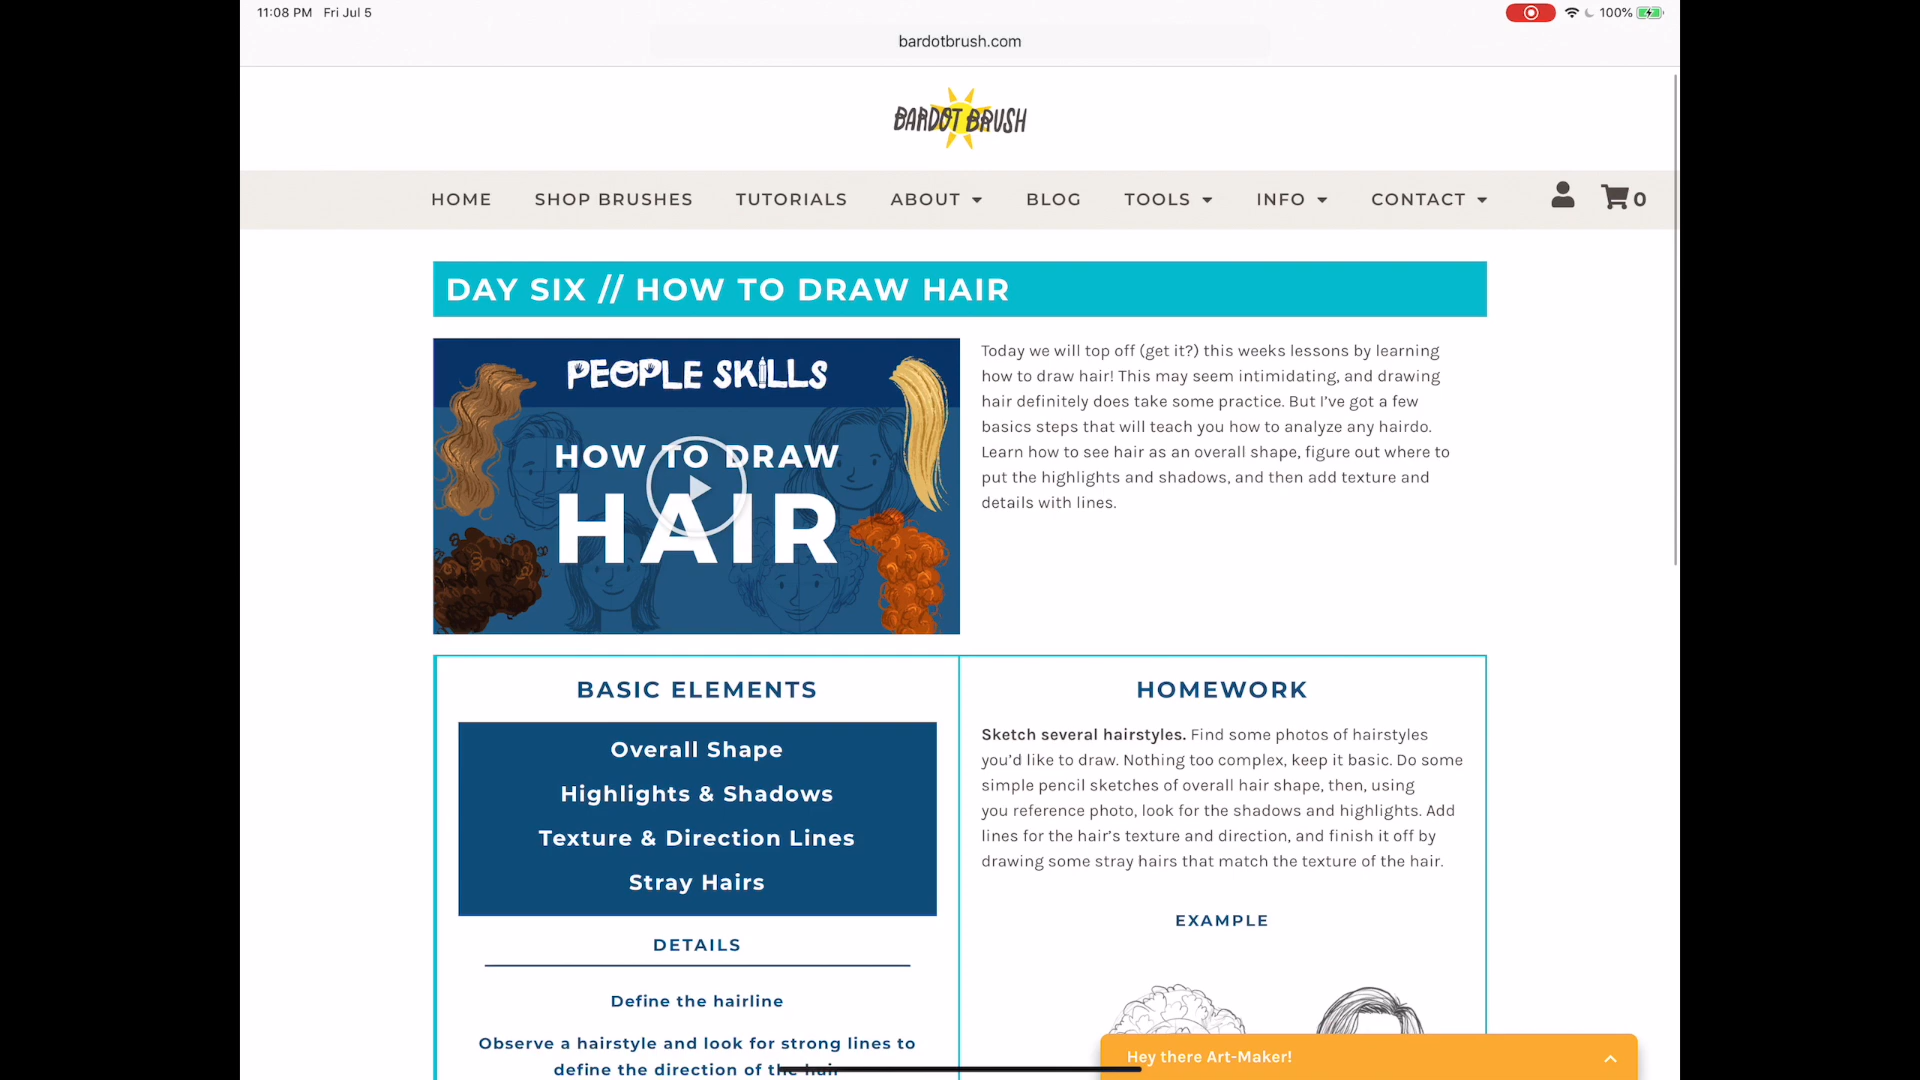 11:08 PM Fri Jul 5
100%
bardotbrush.com
BARDOT BRUSH
HOME SHOP BRUSHES TUTORIALS ABOUT BLOG TOOLS INFO CONTACT 0
DAY SIX // HOW TO DRAW HAIR
PEOPLE SKILLS
HOW TO DRAW
HAIR
Today we will top off (get it?) this weeks lessons by learning
how to draw hair! This may seem intimidating, and drawing
hair definitely does take some practice. But I've got a few
basics steps that will teach you how to analyze any hairdo.
Learn how to see hair as an overall shape, figure out where to
put the highlights and shadows, and then add texture and
details with lines.
BASIC ELEMENTS
Overall Shape
Highlights & Shadows
Texture & Direction Lines
Stray Hairs
DETAILS
Define the hairline
Observe a hairstyle and look for strong lines to
define the direction of the hair
HOMEWORK
Sketch several hairstyles. Find some photos of hairstyles
you'd like to draw. Nothing too complex, keep it basic. Do some
simple pencil sketches of overall hair shape, then, using
you reference photo, look for the shadows and highlights. Add
lines for the hair's texture and direction, and finish it off by
drawing some stray hairs that match the texture of the hair.
EXAMPLE
Hey there Art-Maker!